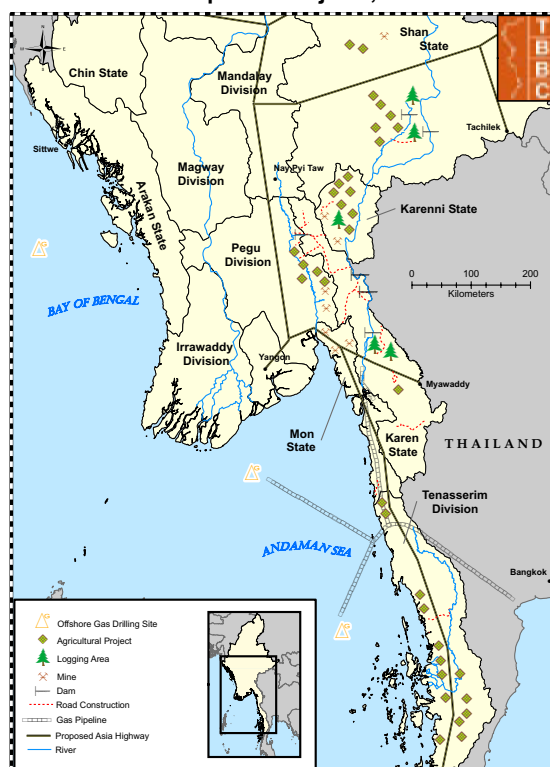 Shan
State
T
B
B
C
Chin State
Mandalay
Division
Tachilek
Sittwe
Magway
Division
Nay Pyi Taw
Arakan State
Karenni State
Pegu
Division
0 100 200
Kilometers
BAY OF BENGAL
Irrawaddy
Division
Yangon
Myawaddy
Mon
State
Karen
State
THAILAND
Tenasserim
Division
ANDAMAN SEA
Bangkok
Offshore Gas Drilling Site
Agricultural Project
Logging Area
Mine
Dam
Road Construction
Gas Pipeline
Proposed Asia Highway
River